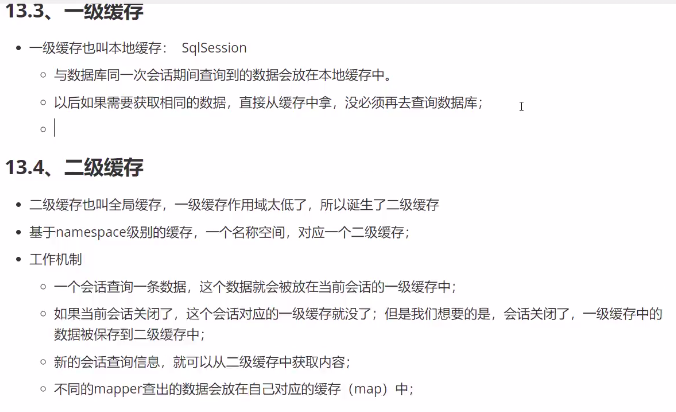 13.3、一级缓存
一级缓存也叫本地缓存： SqlSession
与数据库同一次会话期间查询到的数据会放在本地缓存中。
以后如果需要获取相同的数据，直接从缓存中拿，没必须再去查询数据库；
13.4、二级缓存
二级缓存也叫全局缓存，一级缓存作用域太低了，所以诞生了二级缓存
基于namespace级别的缓存，一个名称空间，对应一个二级缓存；
工作机制
一个会话查询一条数据，这个数据就会被放在当前会话的一级缓存中；
如果当前会话关闭了，这个会话对应的一级缓存就没了；但是我们想要的是，会话关闭了，一级缓存中的
数据被保存到二级缓存中；
新的会话查询信息，就可以从二级缓存中获取内容；
不同的mapper查出的数据会放在自己对应的缓存（map）中；